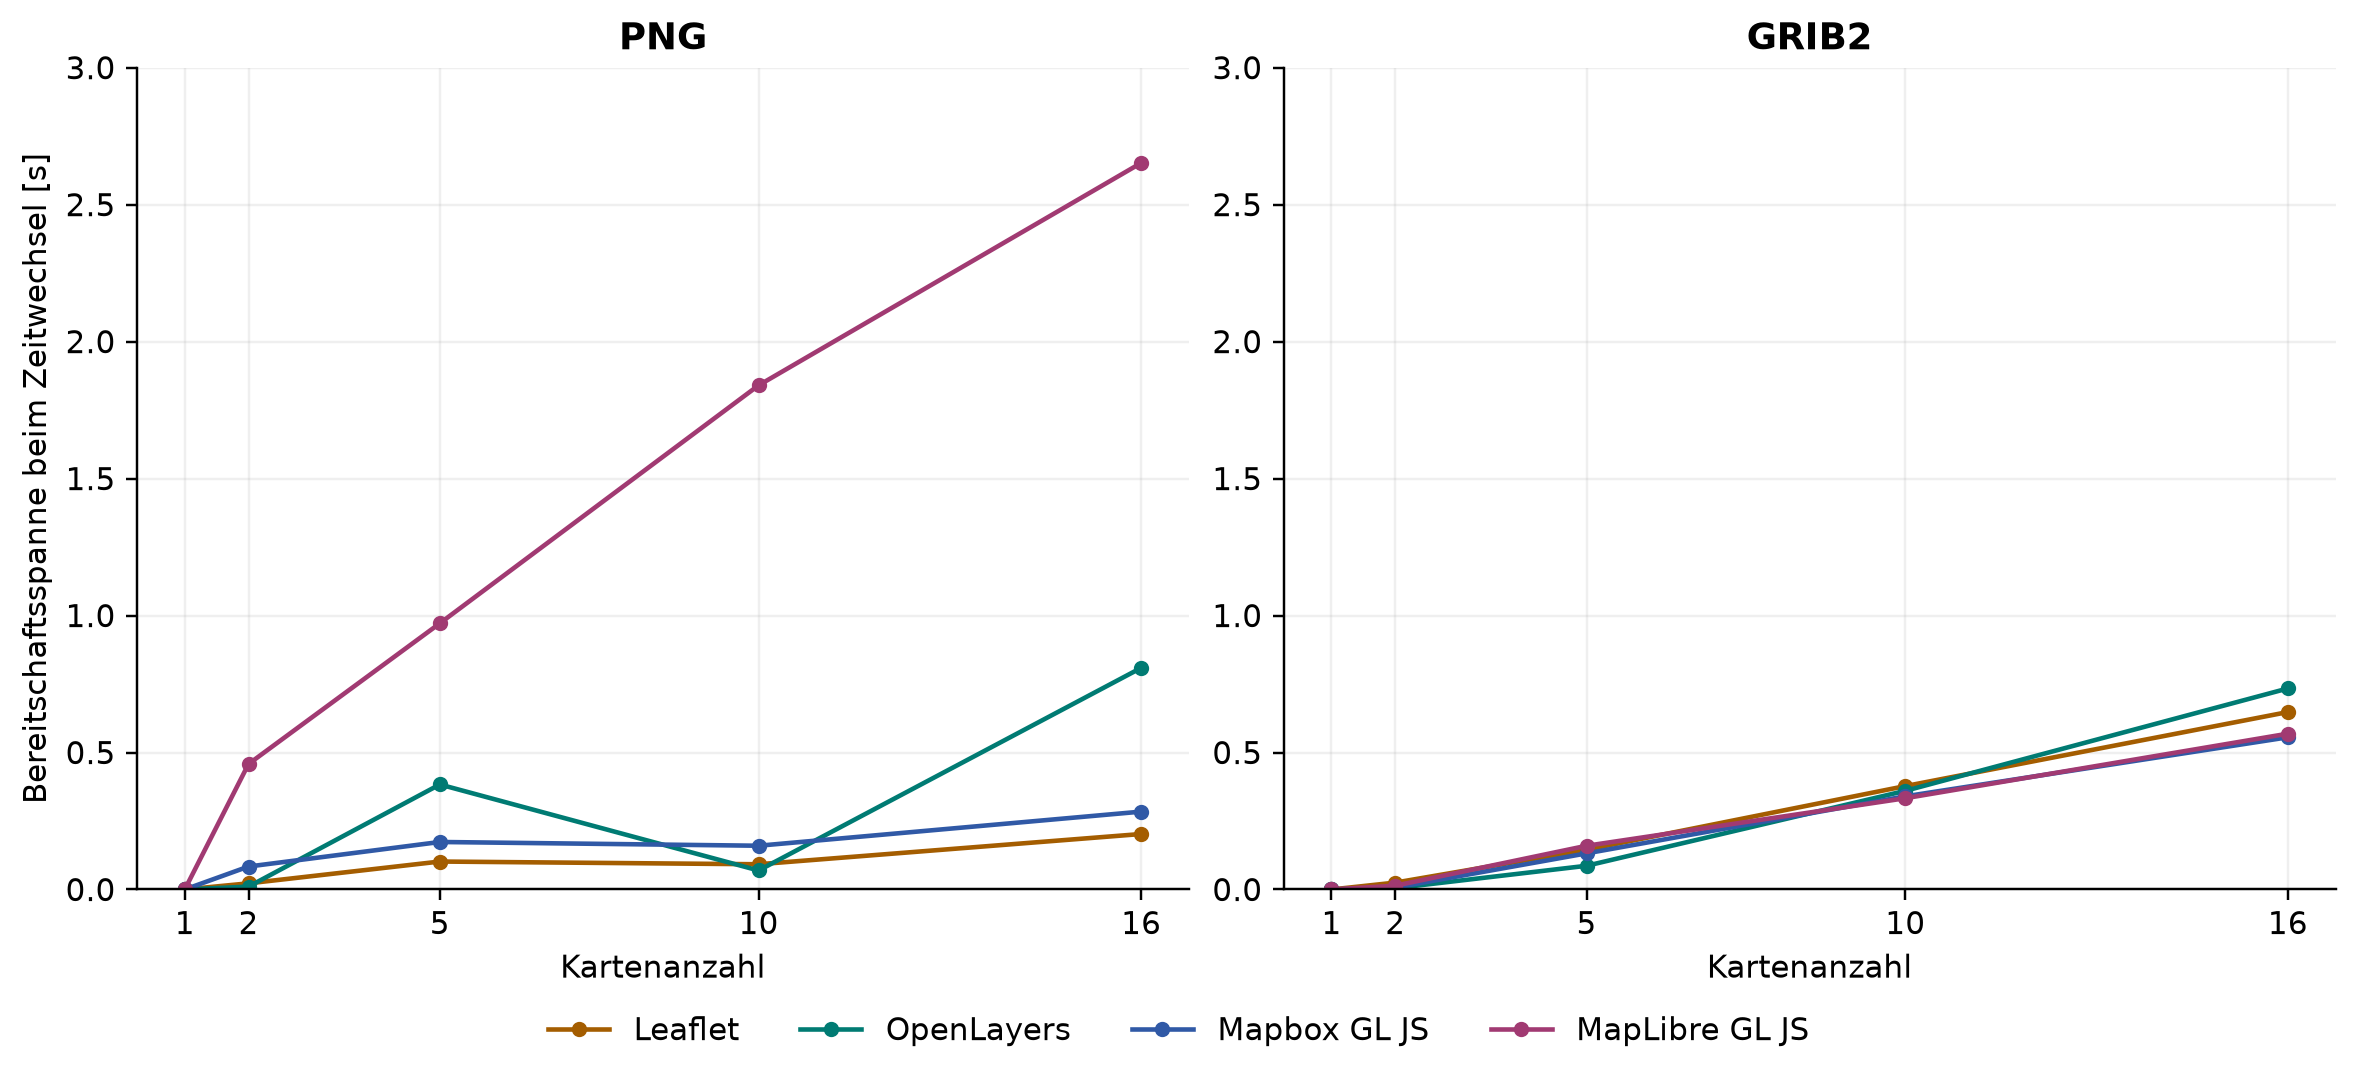 PNG
GRIB2
Bereitschaftsspanne beim Zeitwechsel [s]
3.0
2.5
2.0
1.5
1.0
0.5
0.0
1 2 5 10 16
Kartenanzahl
3.0
2.5
2.0
1.5
1.0
0.5
0.0
1 2 5 10 16
Kartenanzahl
Leaflet OpenLayers Mapbox GL JS MapLibre GL JS